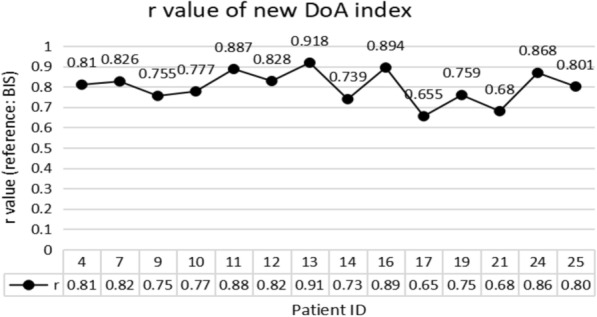 r value of new DoA index
r value (reference: BIS)
1
0.9
0.8
0.7
0.6
0.5
0.4
0.3
0.2
0.1
0
0.81 0.826 0.755 0.777 0.887 0.828 0.918 0.739 0.894 0.655 0.759 0.68 0.868 0.801
4 7 9 10 11 12 13 14 16 17 19 21 24 25
r 0.81 0.82 0.75 0.77 0.88 0.82 0.91 0.73 0.89 0.65 0.75 0.68 0.86 0.80
Patient ID